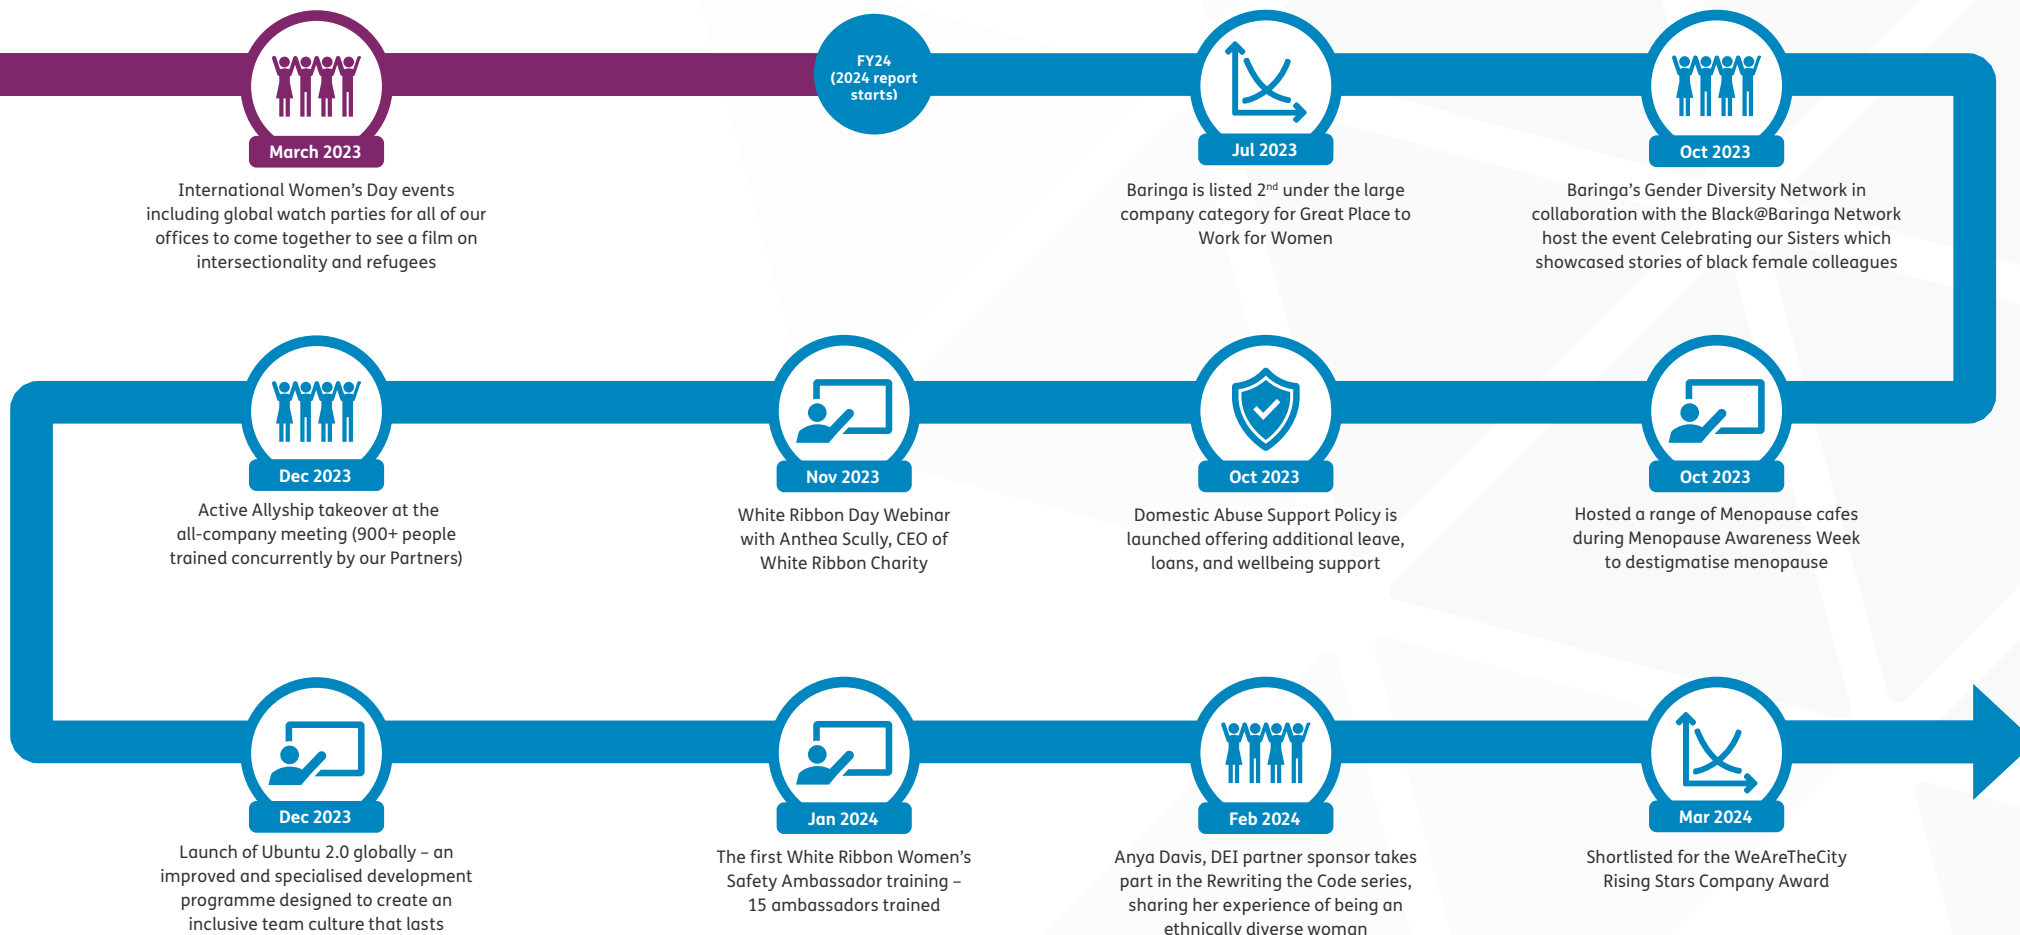 March 2023
International Women's Day events
including global watch parties for all of our
offices to come together to see a film on
intersectionality and refugees
FY24
(2024 report
starts)
Jul 2023
Baringa is listed 2nd under the large
company category for Great Place to
Work for Women
Oct 2023
Baringa's Gender Diversity Network in
collaboration with the Black@Baringa Network
host the event Celebrating our Sisters which
showcased stories of black female colleagues
Oct 2023
Hosted a range of Menopause cafes
during Menopause Awareness Week
to destigmatise menopause
Oct 2023
Domestic Abuse Support Policy is
launched offering additional leave,
loans, and wellbeing support
Nov 2023
White Ribbon Day Webinar
with Anthea Scully, CEO of
White Ribbon Charity
Dec 2023
Active Allyship takeover at the
all-company meeting (900+ people
trained concurrently by our Partners)
Dec 2023
Launch of Ubuntu 2.0 globally – an
improved and specialised development
programme designed to create an
inclusive team culture that lasts
Jan 2024
The first White Ribbon Women's
Safety Ambassador training –
15 ambassadors trained
Feb 2024
Anya Davis, DEI partner sponsor takes
part in the Rewriting the Code series,
sharing her experience of being an
ethnically diverse woman
Mar 2024
Shortlisted for the WeAreTheCity
Rising Stars Company Award